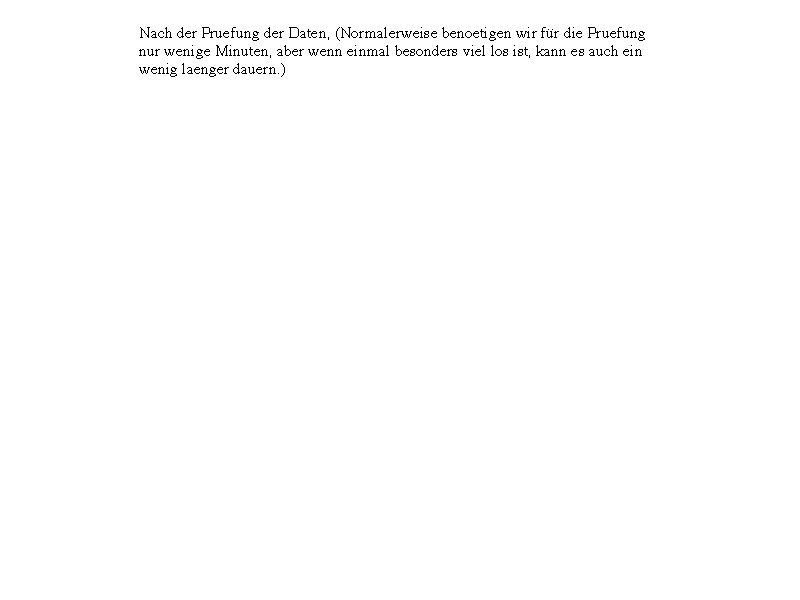 Nach der Pruefung der Daten, (Normalerweise benoetigen wir für die Pruefung
nur wenige Minuten, aber wenn einmal besonders viel los ist, kann es auch ein
wenig laenger dauern.)